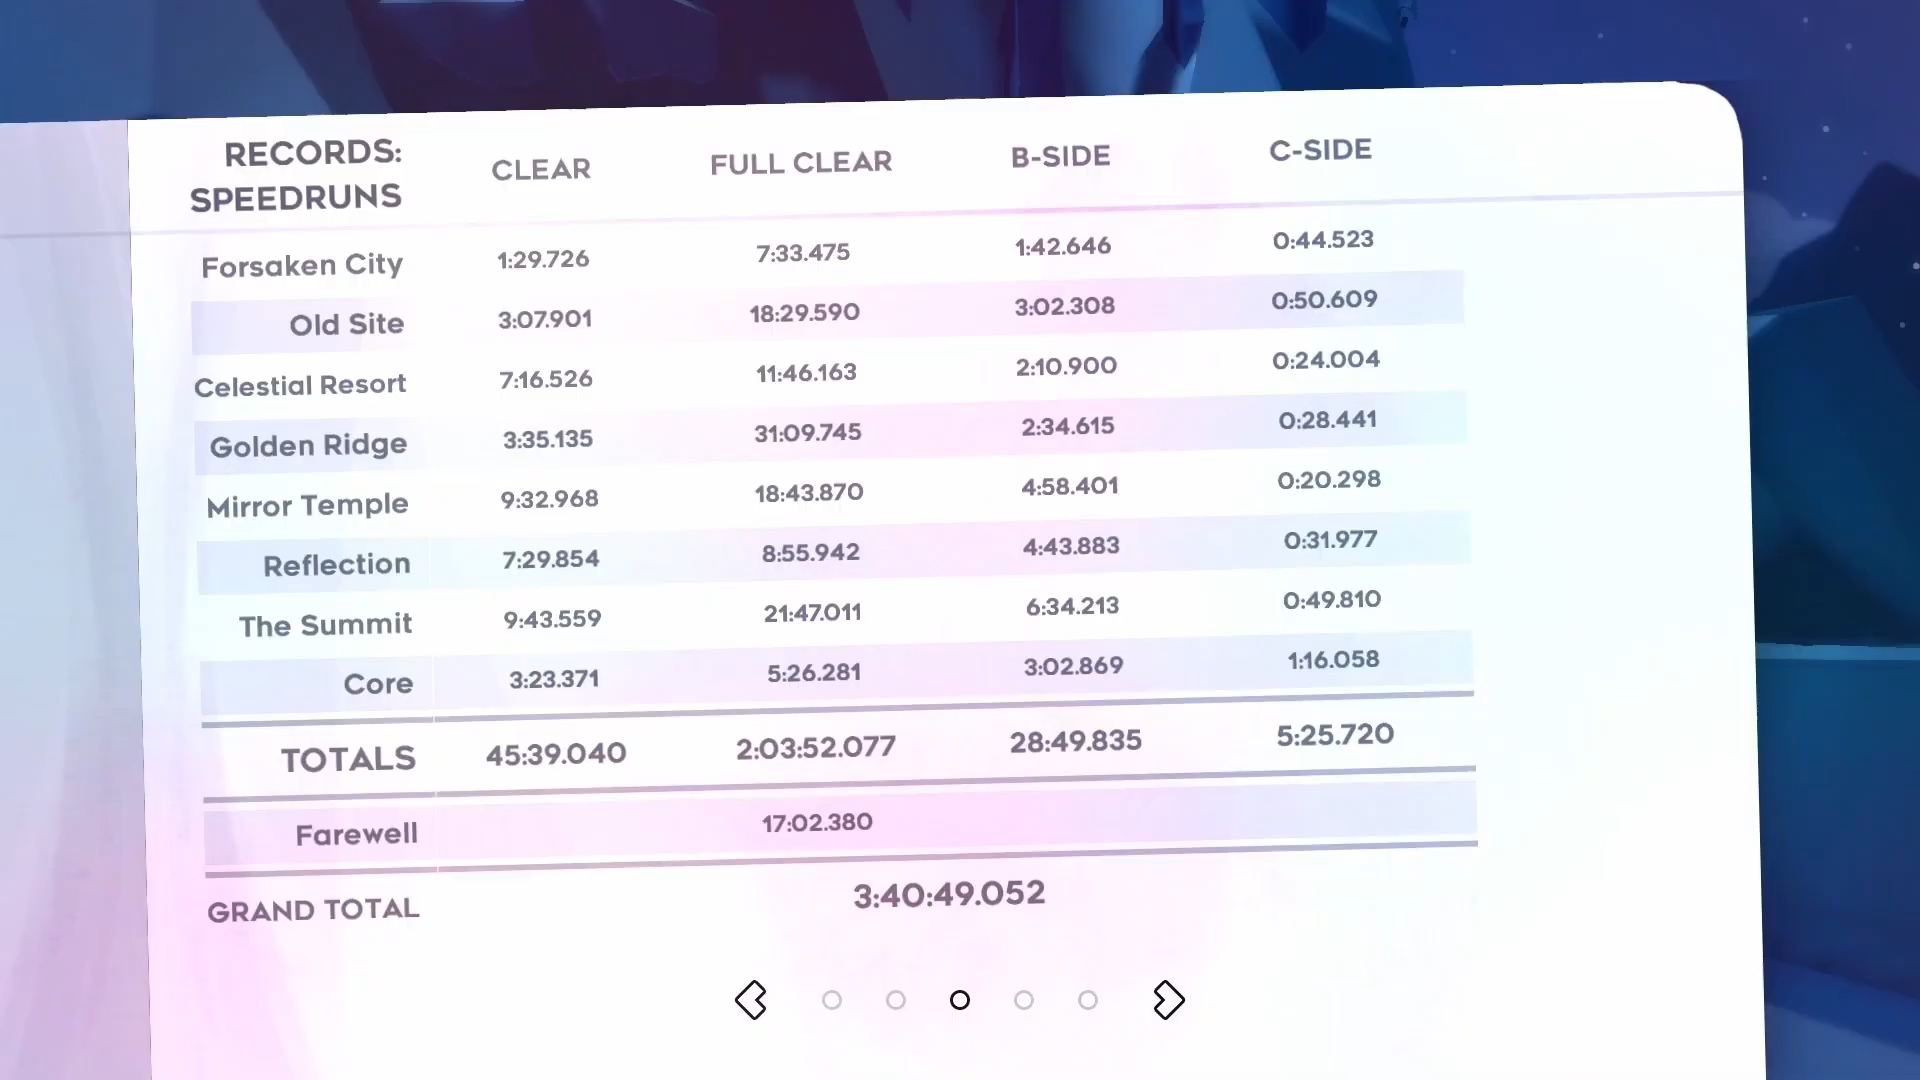 RECORDS:
SPEEDRUNS CLEAR FULL CLEAR B-SIDE C-SIDE
Forsaken City 1:29.726 7:33.475 1:42.646 0:44.523
Old Site 3:07.901 18:29.590 3:02.308 0:50.609
Celestial Resort 7:16.526 11:46.163 2:10.900 0:24.004
Golden Ridge 3:35.135 31:09.745 2:34.615 0:28.441
Mirror Temple 9:32.968 18:43.870 4:58.401 0:20.298
Reflection 7:29.854 8:55.942 4:43.883 0:31.977
The Summit 9:43.559 21:47.011 6:34.213 0:49.810
Core 3:23.371 5:26.281 3:02.869 1:16.058
TOTALS 45:39.040 2:03:52.077 28:49.835 5:25.720
Farewell 17:02.380
GRAND TOTAL 3:40:49.052